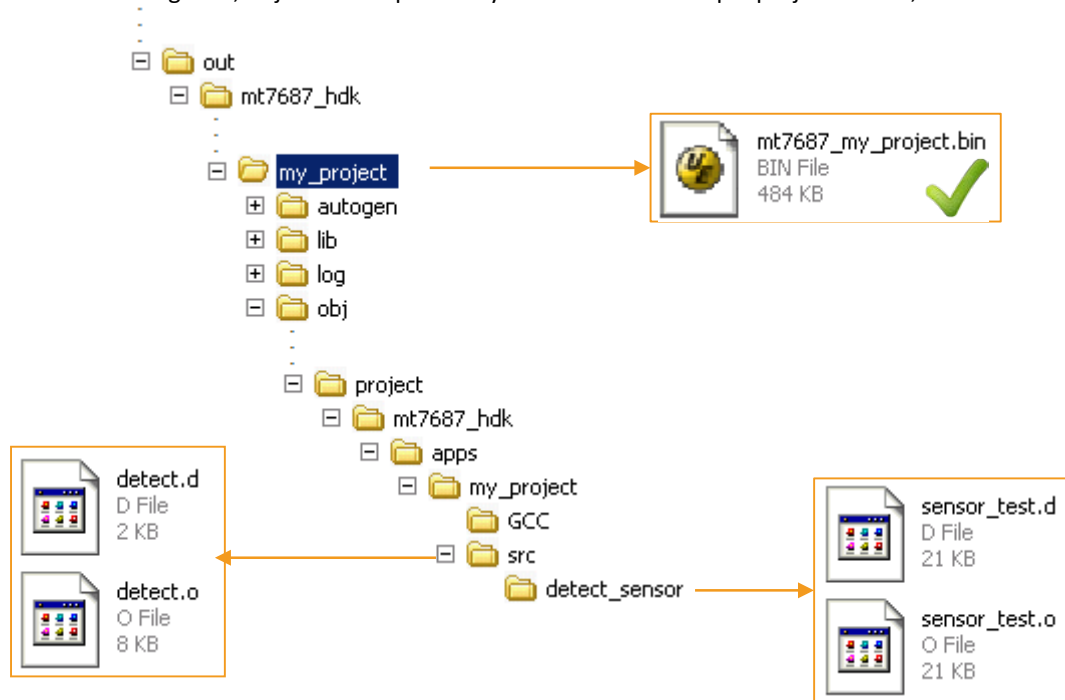 out
mt7687_hdk
my_project
autogen
lib
log
obj
project
mt7687_hdk
apps
my_project
GCC
src
detect_sensor
mt7687_my_project.bin
BIN File
484 KB
detect.d
D File
2 KB
detect.o
O File
8 KB
sensor_test.d
D File
21 KB
sensor_test.o
O File
21 KB